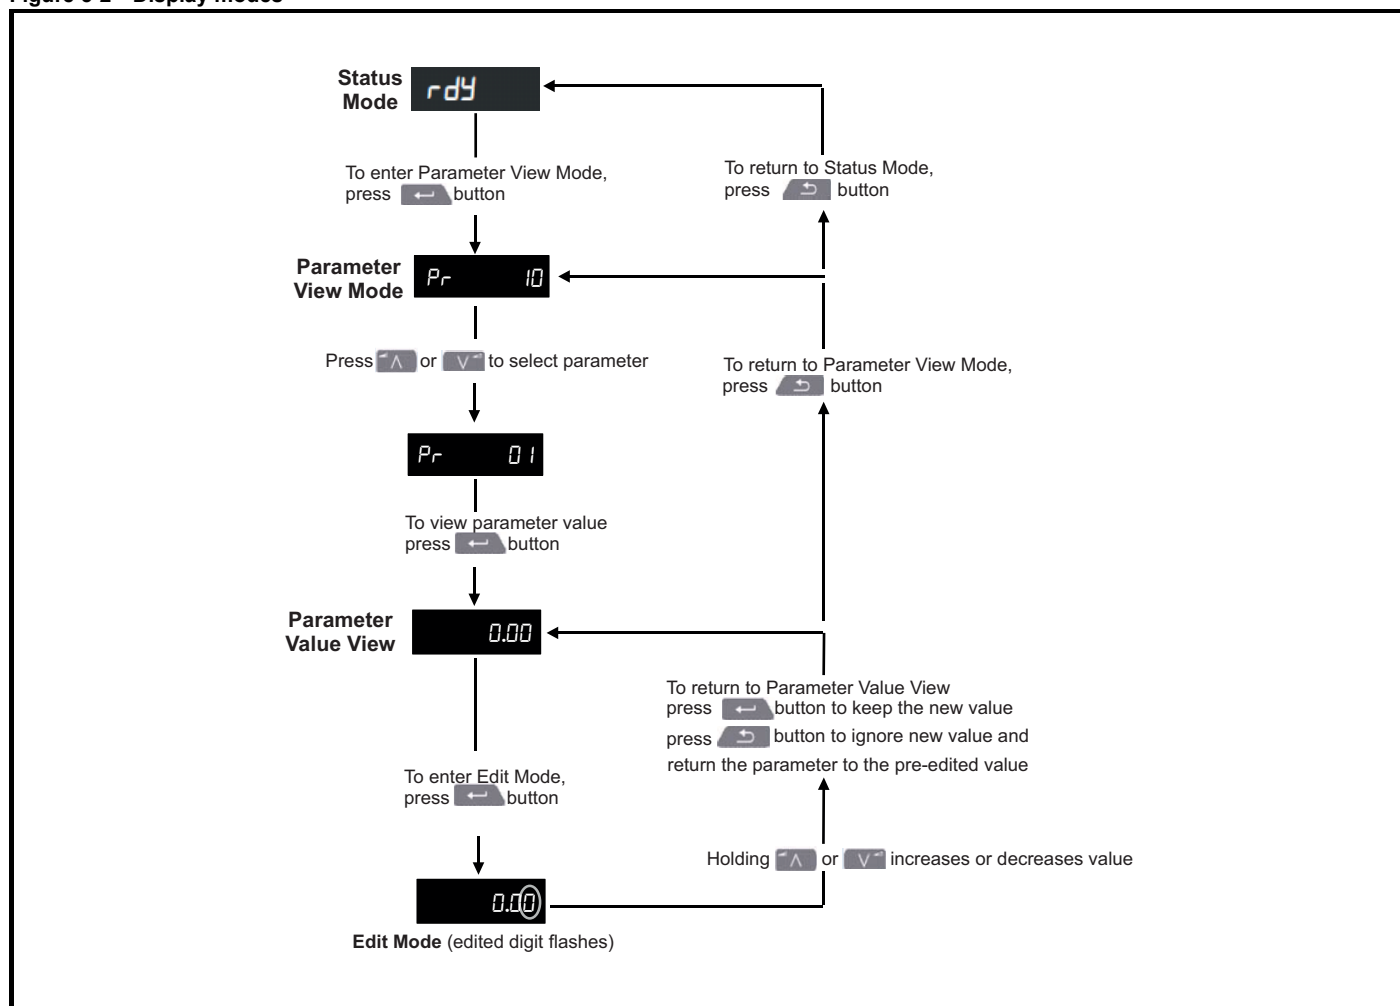 Figure 3-2 Display modes
Status
Mode
rdy
To enter Parameter View Mode,
press button
To return to Status Mode,
press button
Parameter
View Mode
Pr 10
Press or to select parameter
To return to Parameter View Mode,
press button
Pr 01
To view parameter value
press button
Parameter
Value View
0.00
To return to Parameter Value View
press button to keep the new value
press button to ignore new value and
return the parameter to the pre-edited value
To enter Edit Mode,
press button
Holding or increases or decreases value
0.00
Edit Mode (edited digit flashes)